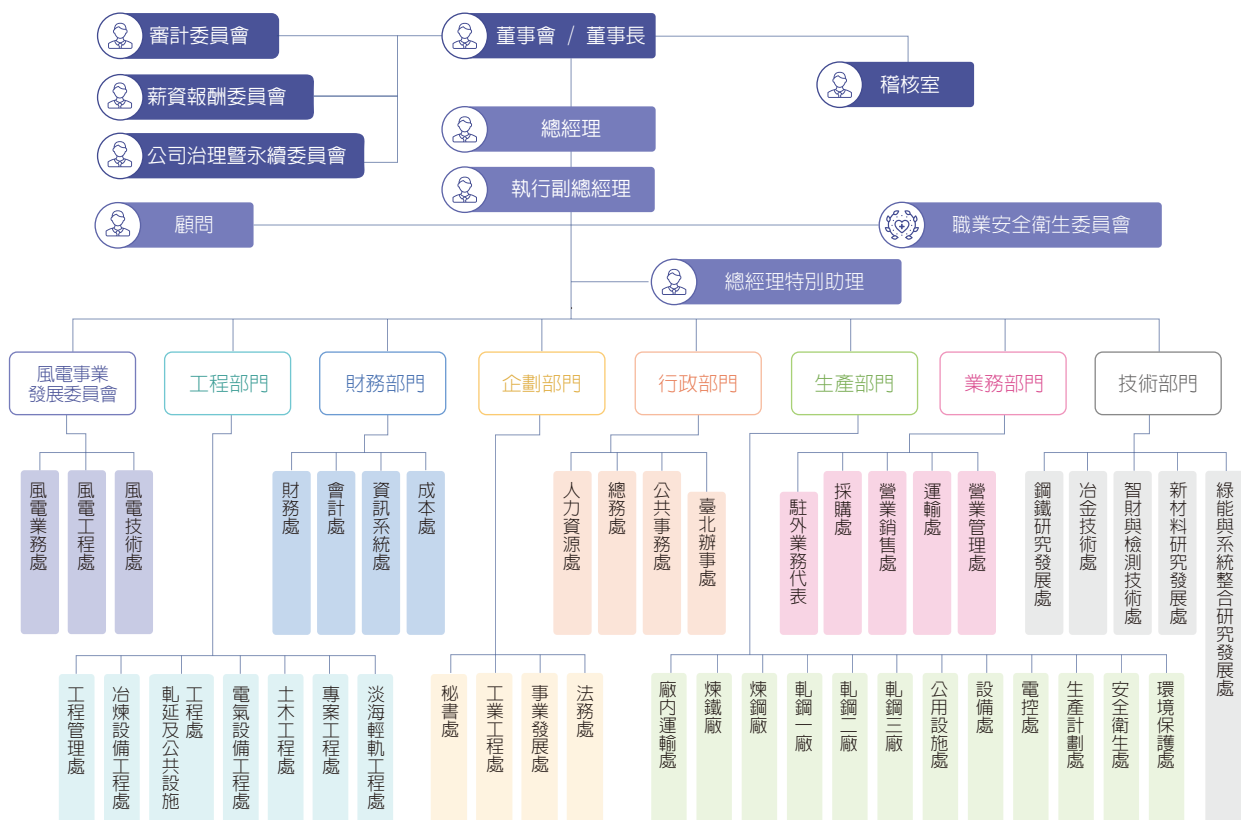 審計委員會
董事會 / 董事長
稽核室
薪資報酬委員會
總經理
公司治理暨永續委員會
執行副總經理
顧問
職業安全衛生委員會
總經理特別助理
風電事業
發展委員會
工程部門
財務部門
企劃部門
行政部門
生產部門
業務部門
技術部門
風電業務處
風電工程處
風電技術處
財務處
會計處
資訊系統處
成本處
人力資源處
總務處
公共事務處
臺北辦事處
駐外業務代表
採購處
營業銷售處
運輸處
營業管理處
鋼鐵研究發展處
冶金技術處
智財與檢測技術處
新材料研究發展處
綠能與系統整合研究發展處
工程管理處
冶煉設備工程處
軋延及公共設施
工程處
電氣設備工程處
土木工程處
專案工程處
淡海輕軌工程處
秘書處
工業工程處
事業發展處
法務處
廠內運輸處
煉鐵廠
煉鋼廠
軋鋼一廠
軋鋼二廠
軋鋼三廠
公用設施處
設備處
電控處
生產計劃處
安全衛生處
環境保護處